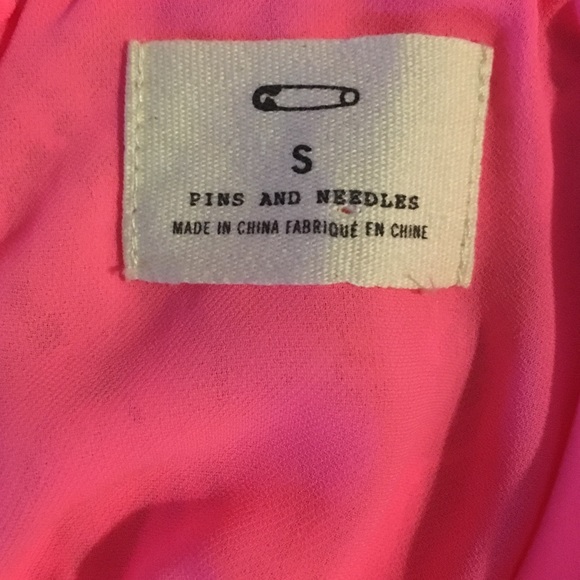 S
PINS AND NEEDLES
MADE IN CHINA FABRIQUÉ EN CHINE